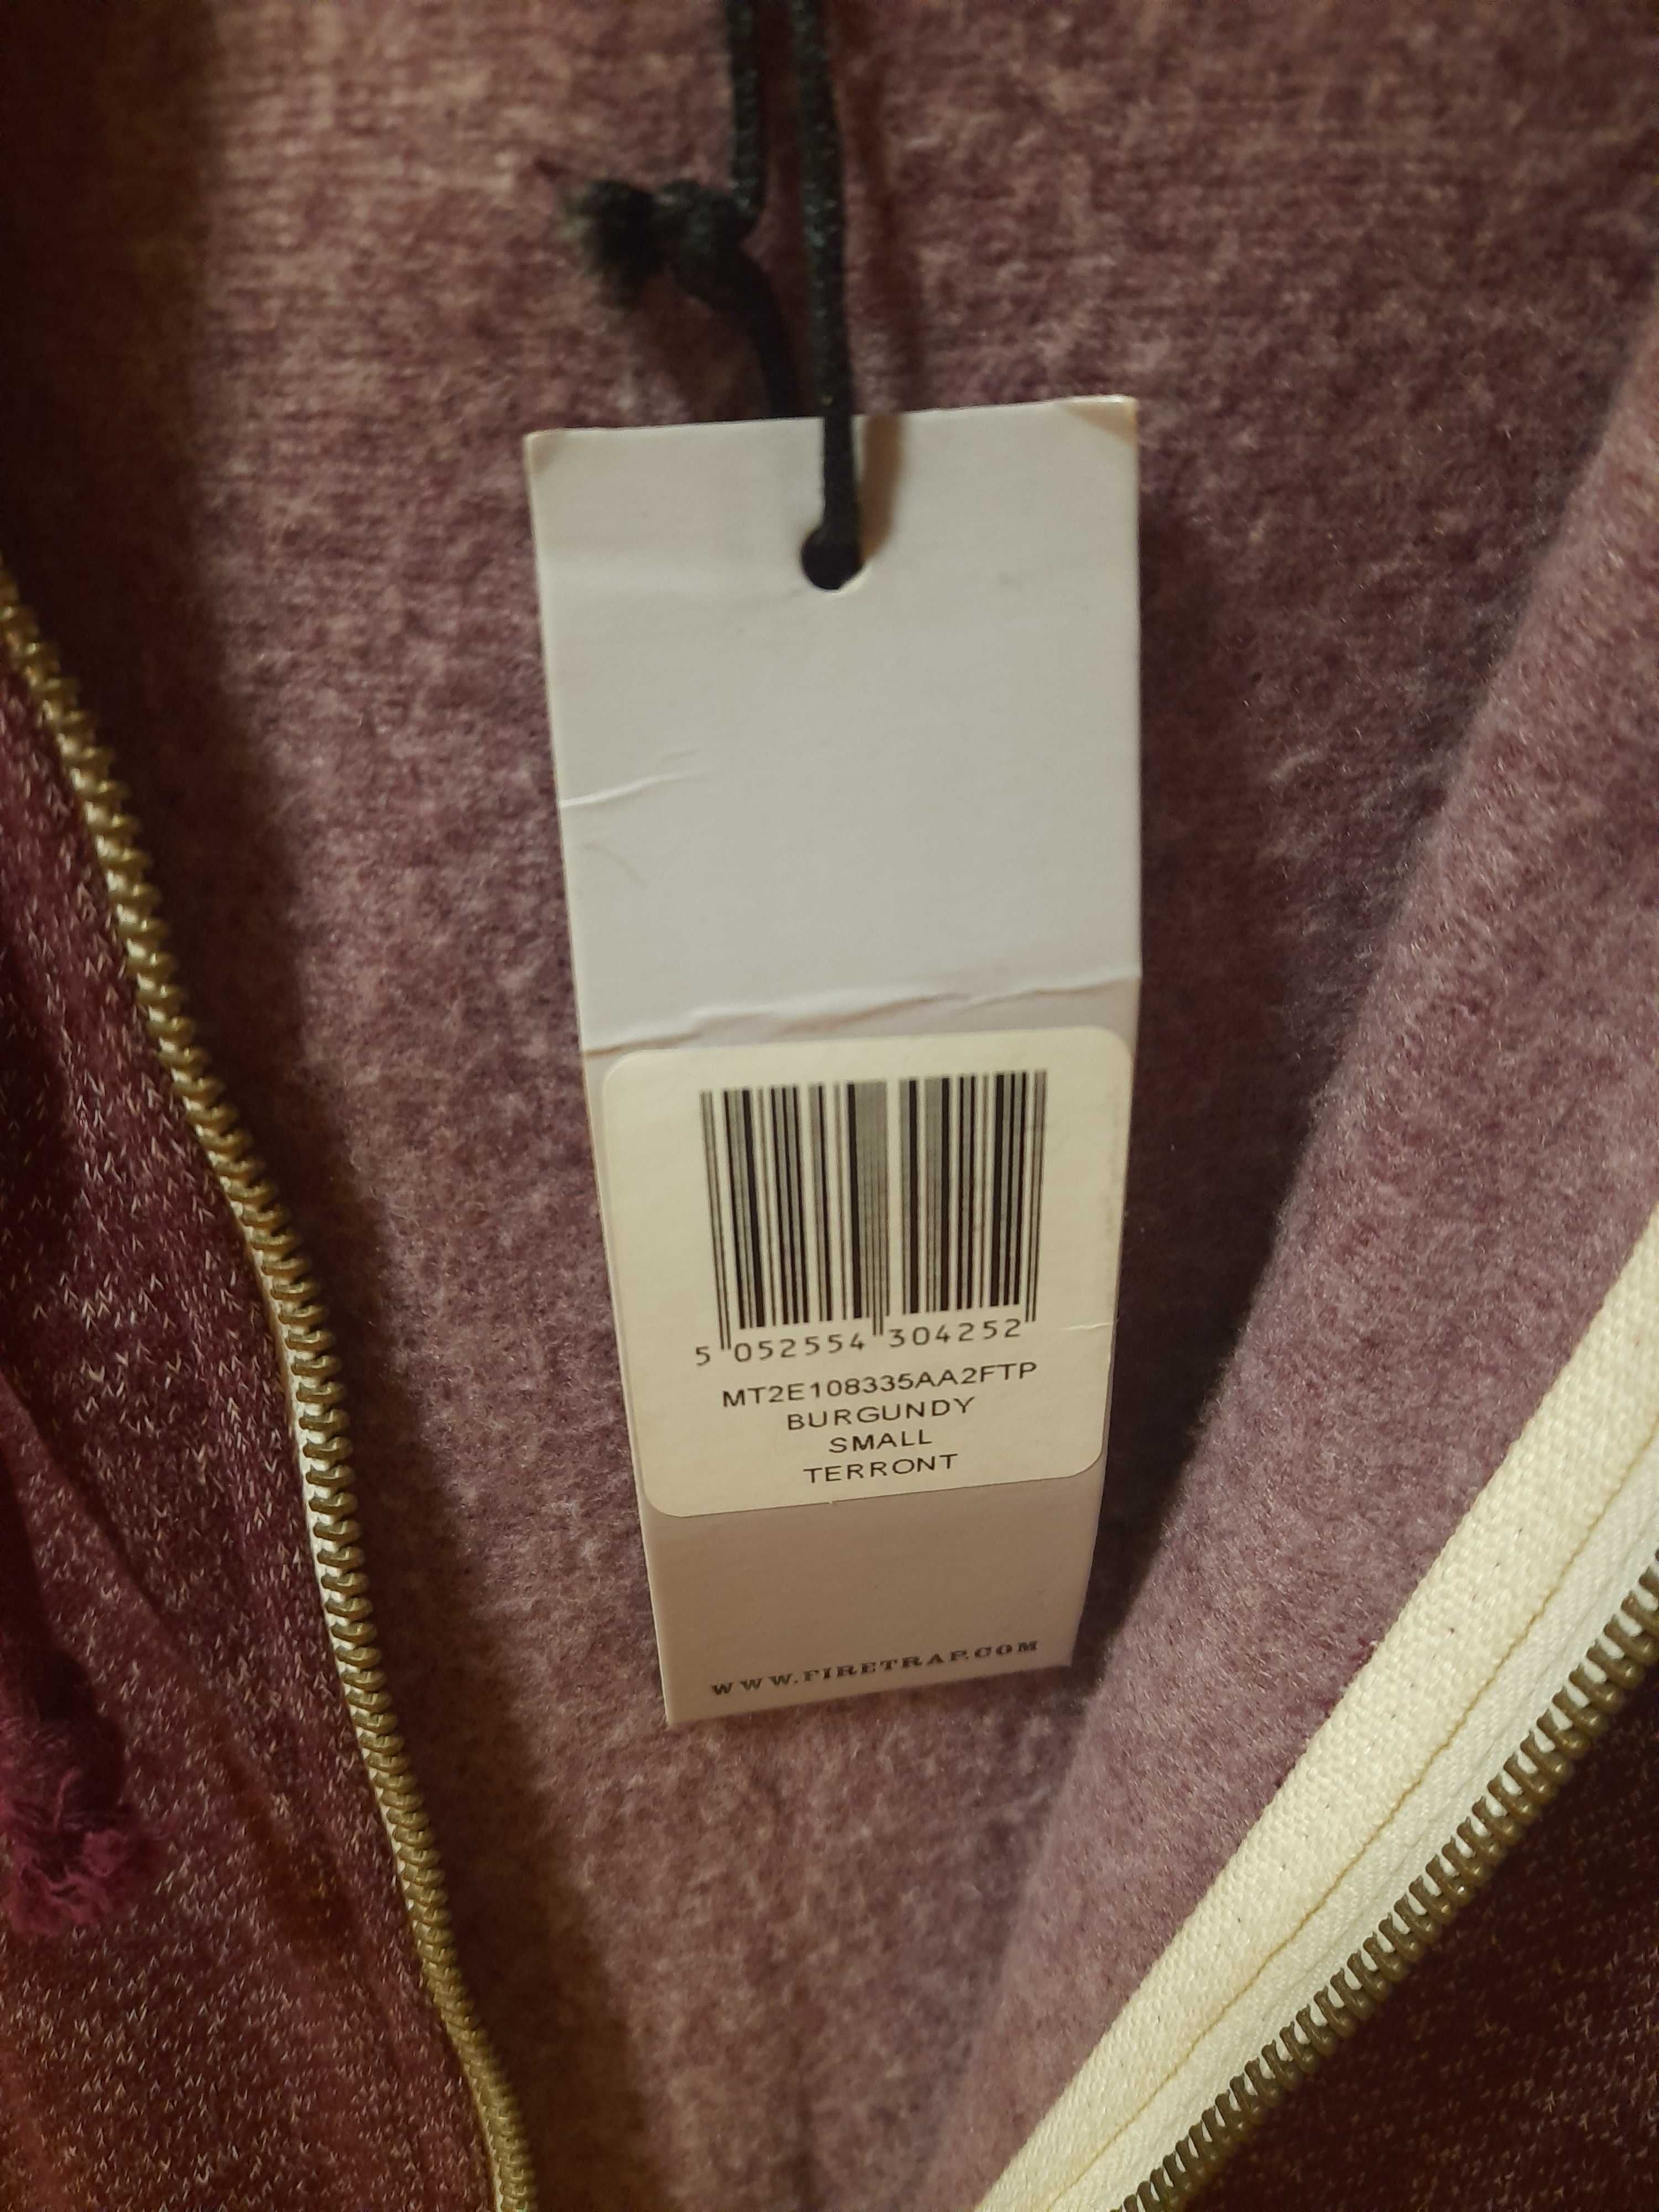 5 052554 304252
MT2E108335AA2FTP
BURGUNDY
SMALL
TERRONT
WWW.FIRETRAP.COM